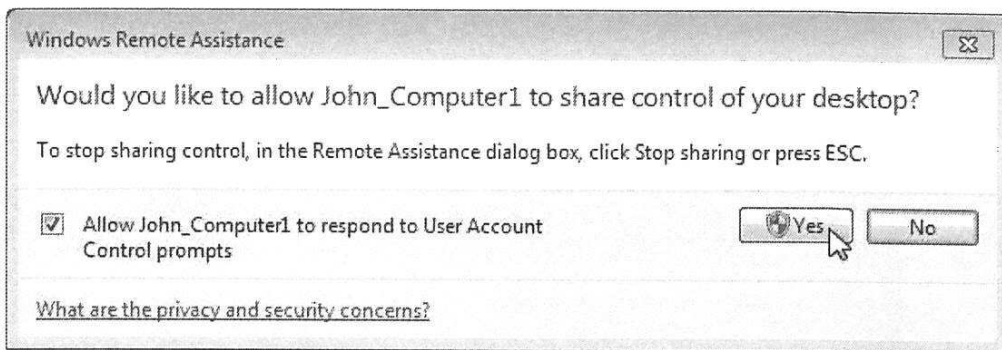 Windows Remote Assistance
Would you like to allow John_Computer1 to share control of your desktop?
To stop sharing control, in the Remote Assistance dialog box, click Stop sharing or press ESC.
Allow John_Computer1 to respond to User Account
Control prompts
Yes
No
What are the privacy and security concerns?